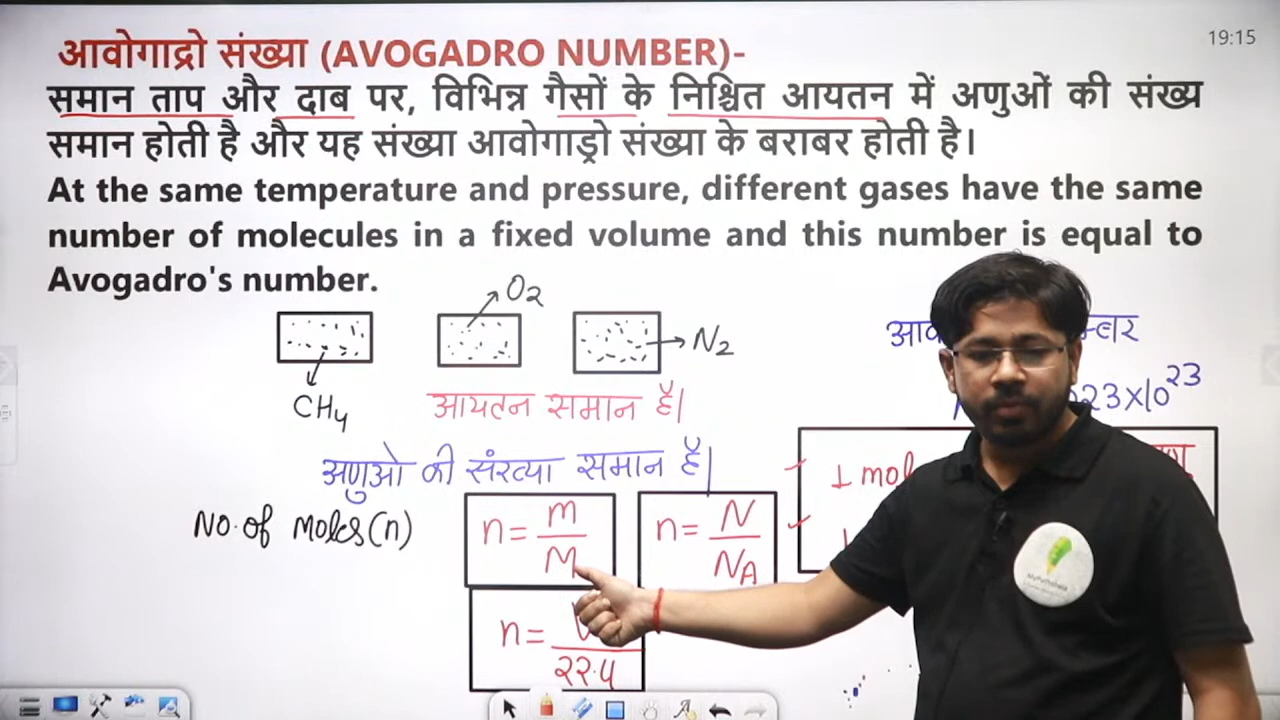 आवोगाद्रो संख्या (AVOGADRO NUMBER)-
19:15
समान ताप और दाब पर, विभिन्न गैसों के निश्चित आयतन में अणुओं की संख्य
समान होती है और यह संख्या आवोगाड्रो संख्या के बराबर होती है।
At the same temperature and pressure, different gases have the same
number of molecules in a fixed volume and this number is equal to
Avogadro's number.
O2
N2
CH4
आयतन समान है।
अणुओ की संख्या समान है।
23×10^23
No. of Moles (n)
n = m/M
n = N/NA
1 mol
n = /22.4
MyPathshala